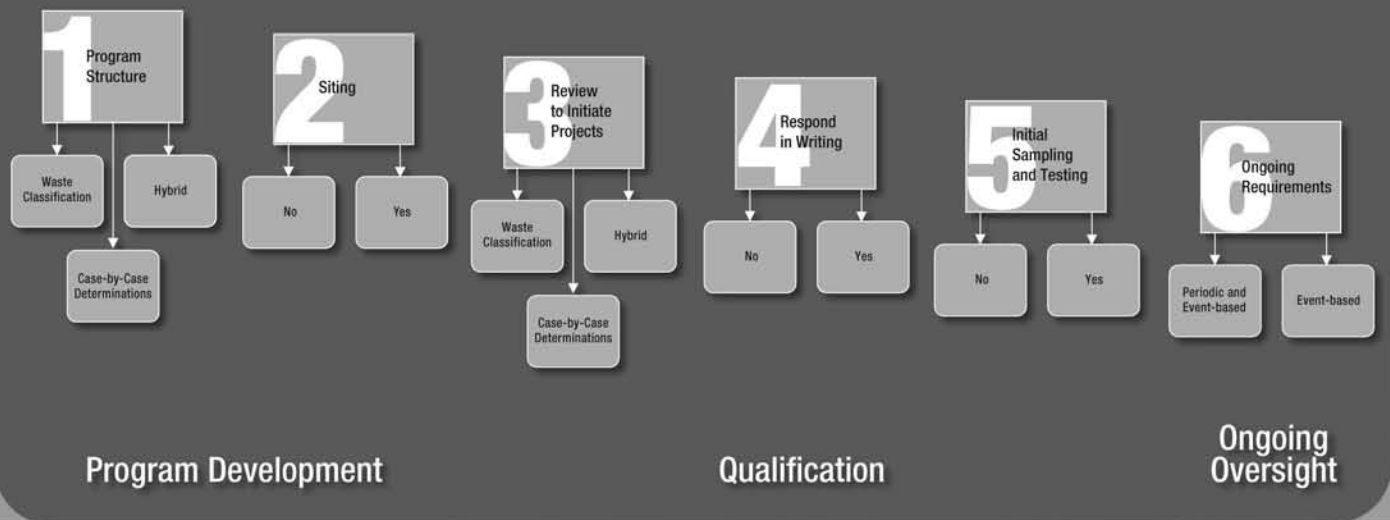 1
Program
Structure
Waste
Classification
Hybrid
Case-by-Case
Determinations
2
Siting
No
Yes
3
Review
to Initiate
Projects
Waste
Classification
Hybrid
Case-by-Case
Determinations
4
Respond
in Writing
No
Yes
5
Initial
Sampling
and Testing
No
Yes
6
Ongoing
Requirements
Periodic and
Event-based
Event-based
Program Development
Qualification
Ongoing
Oversight